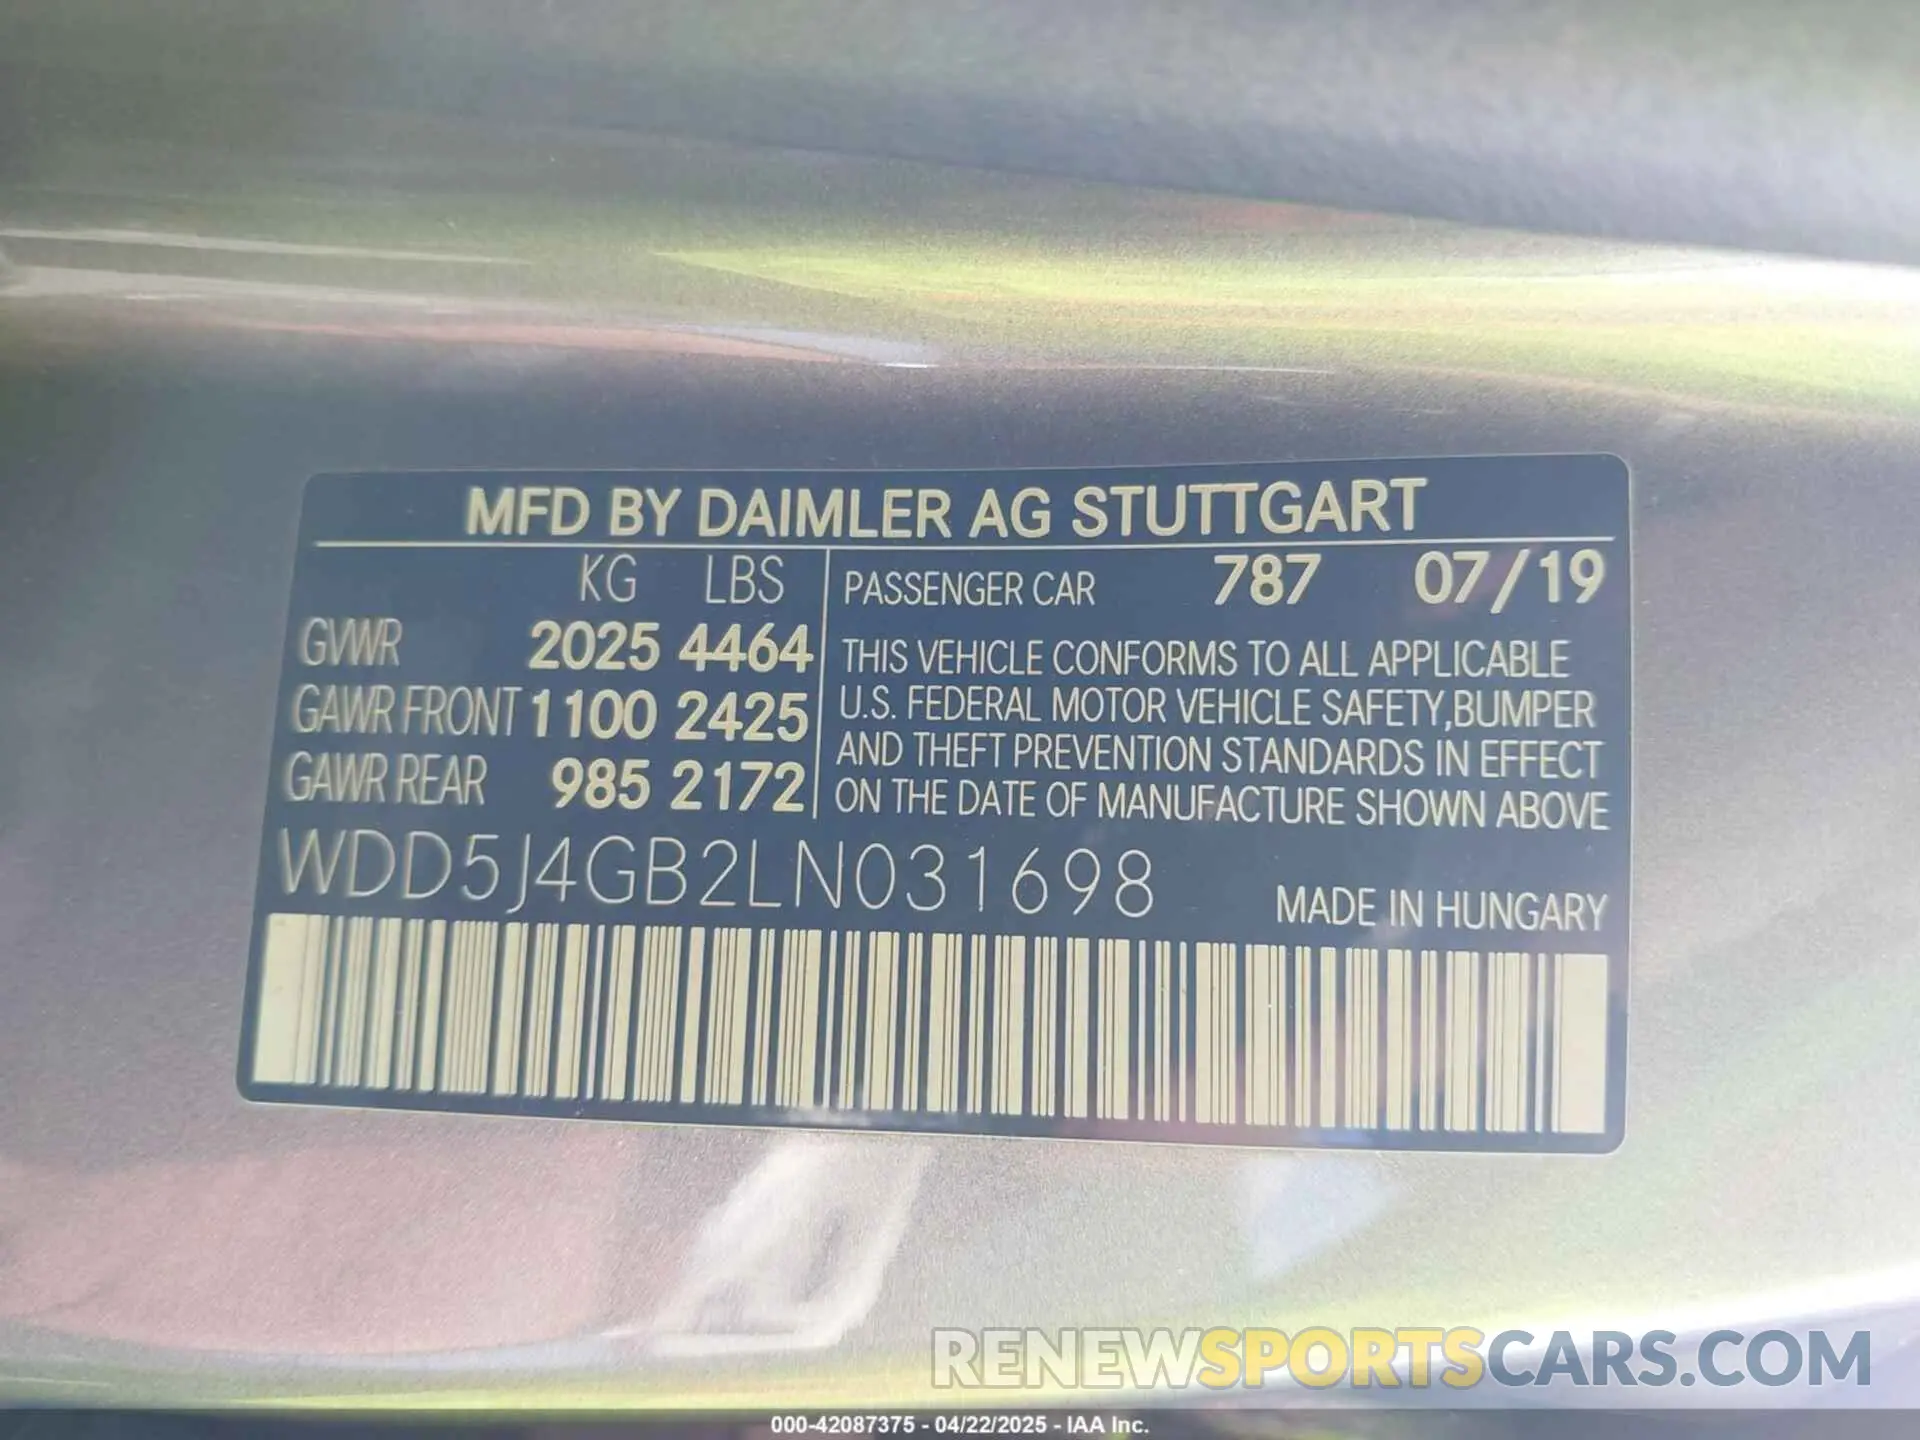 MFD BY DAIMLER AG STUTTGART
KG LBS
GVWR 2025 4464
GAWR FRONT 1100 2425
GAWR REAR 985 2172
PASSENGER CAR 787 07/19
THIS VEHICLE CONFORMS TO ALL APPLICABLE
U.S. FEDERAL MOTOR VEHICLE SAFETY,BUMPER
AND THEFT PREVENTION STANDARDS IN EFFECT
ON THE DATE OF MANUFACTURE SHOWN ABOVE
WDD5J4GB2LN031698
MADE IN HUNGARY
RENEWSPORTSCARS.COM
000-42087375 - 04/22/2025 - IAA Inc.